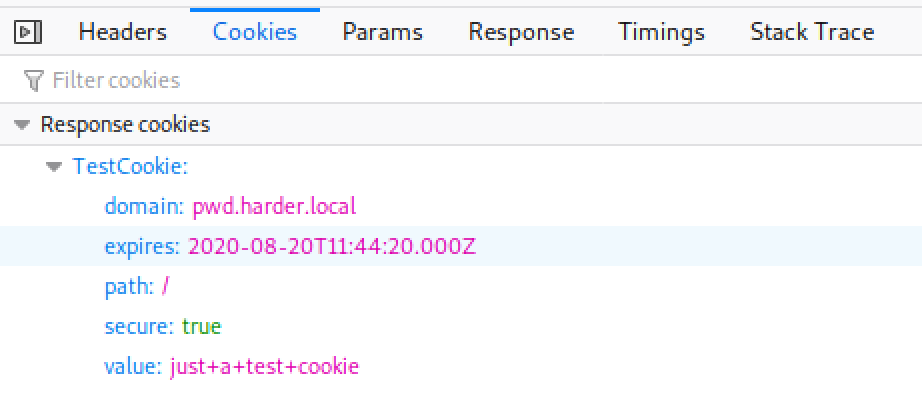 Headers Cookies Params Response Timings Stack Trace
Filter cookies
Response cookies
TestCookie:
domain: pwd.harder.local
expires: 2020-08-20T11:44:20.000Z
path: /
secure: true
value: just+a+test+cookie